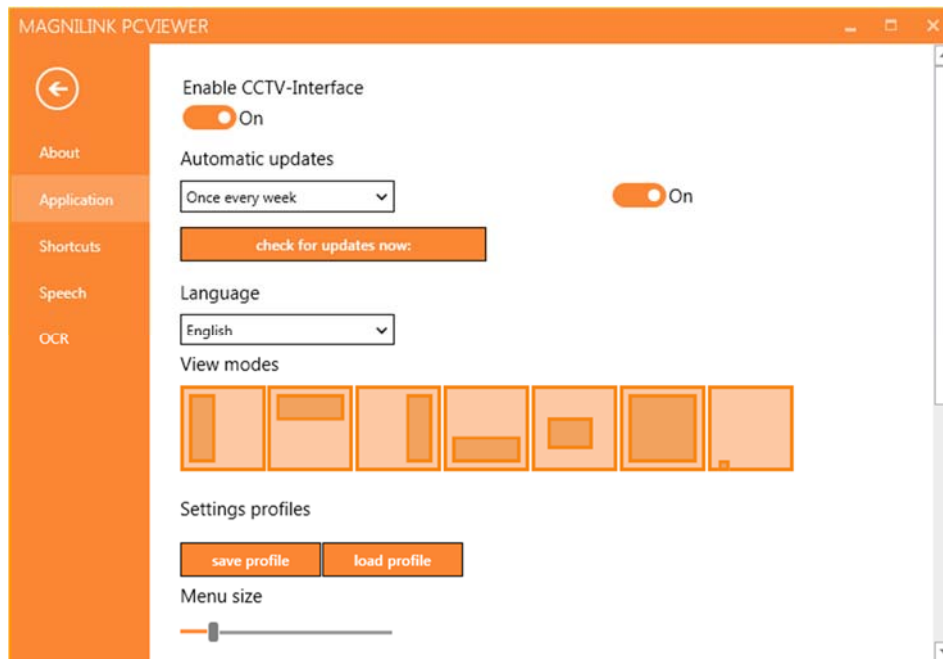 MAGNILINK PCVIEWER
About
Application
Shortcuts
Speech
OCR
Enable CCTV-Interface
On
Automatic updates
Once every week
On
check for updates now:
Language
English
View modes
Settings profiles
save profile load profile
Menu size